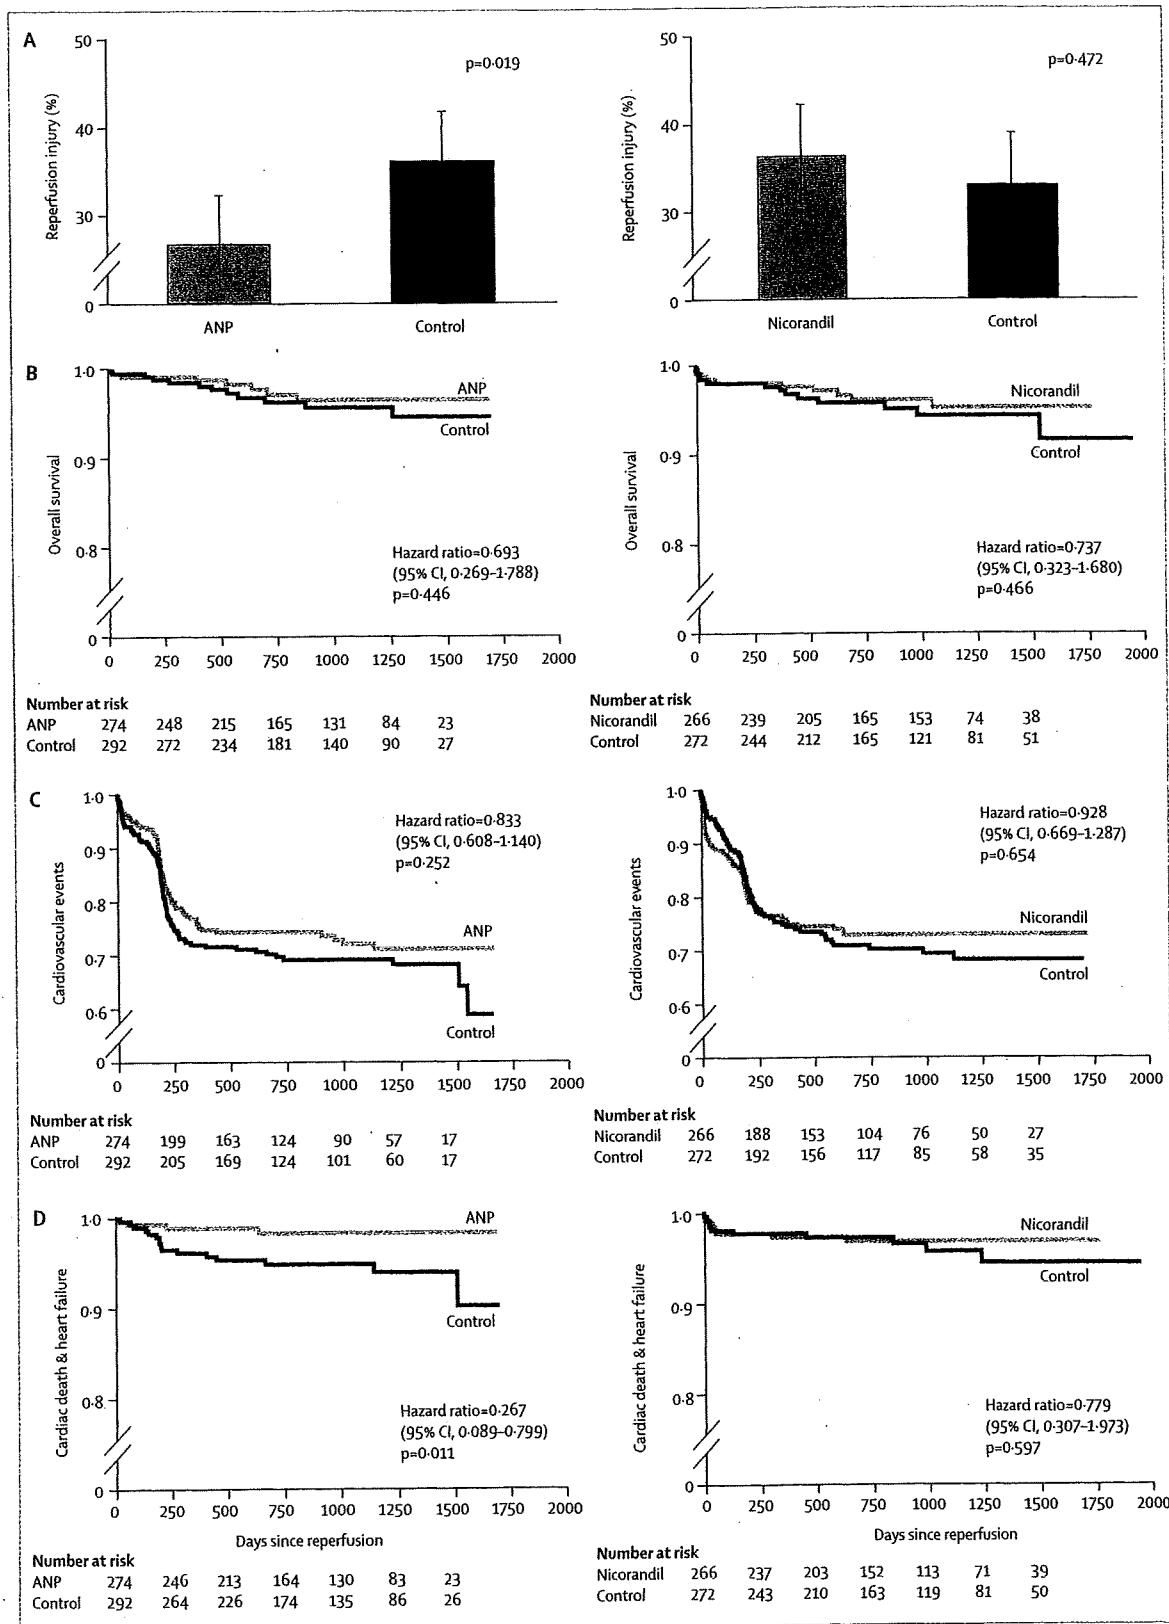 A
50
40
30
0
Reperfusion injury (%)
p=0·019
ANP
Control
50
40
30
0
Reperfusion injury (%)
p=0·472
Nicorandil
Control
B
1·0
0·9
0·8
0
Overall survival
ANP
Control
Hazard ratio=0·693
(95% CI, 0·269–1·788)
p=0·446
0 250 500 750 1000 1250 1500 1750 2000
Number at risk
ANP 274 248 215 165 131 84 23
Control 292 272 234 181 140 90 27
1·0
0·9
0·8
0
Overall survival
Nicorandil
Control
Hazard ratio=0·737
(95% CI, 0·323–1·680)
p=0·466
0 250 500 750 1000 1250 1500 1750 2000
Number at risk
Nicorandil 266 239 205 165 153 74 38
Control 272 244 212 165 121 81 51
C
1·0
0·9
0·8
0·7
0·6
0
Cardiovascular events
Hazard ratio=0·833
(95% CI, 0·608–1·140)
p=0·252
ANP
Control
0 250 500 750 1000 1250 1500 1750 2000
Number at risk
ANP 274 199 163 124 90 57 17
Control 292 205 169 124 101 60 17
1·0
0·9
0·8
0·7
0·6
0
Cardiovascular events
Hazard ratio=0·928
(95% CI, 0·669–1·287)
p=0·654
Nicorandil
Control
0 250 500 750 1000 1250 1500 1750 2000
Number at risk
Nicorandil 266 188 153 104 76 50 27
Control 272 192 156 117 85 58 35
D
1·0
0·9
0·8
0
Cardiac death & heart failure
ANP
Control
Hazard ratio=0·267
(95% CI, 0·089–0·799)
p=0·011
0 250 500 750 1000 1250 1500 1750 2000
Days since reperfusion
Number at risk
ANP 274 246 213 164 130 83 23
Control 292 264 226 174 135 86 26
1·0
0·9
0·8
0
Cardiac death & heart failure
Nicorandil
Control
Hazard ratio=0·779
(95% CI, 0·307–1·973)
p=0·597
0 250 500 750 1000 1250 1500 1750 2000
Days since reperfusion
Number at risk
Nicorandil 266 237 203 152 113 71 39
Control 272 243 210 163 119 81 50